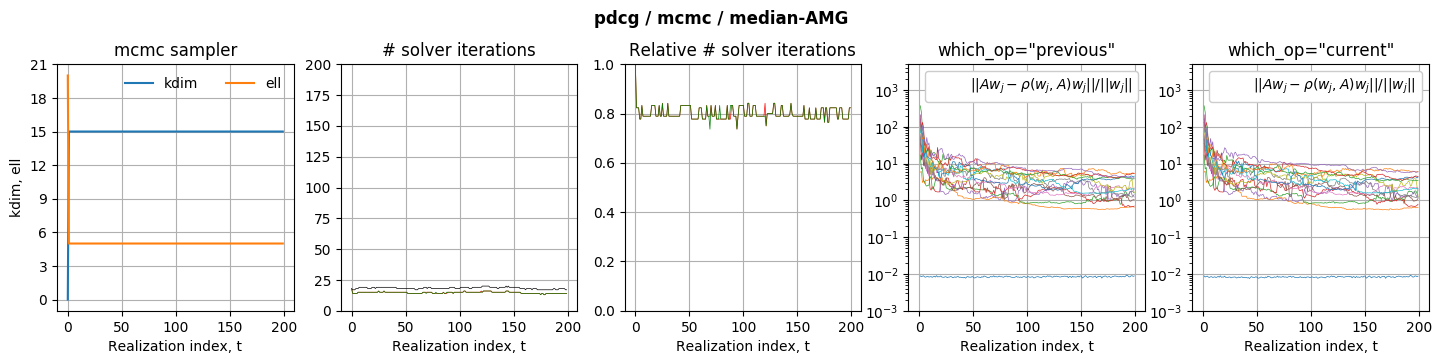 pdcg / mcmc / median-AMG
mcmc sampler
kdim, ell
21
18
15
12
9
6
3
0
kdim
ell
0 50 100 150 200
Realization index, t
# solver iterations
200
175
150
125
100
75
50
25
0
0 50 100 150 200
Realization index, t
Relative # solver iterations
1.0
0.8
0.6
0.4
0.2
0.0
0 50 100 150 200
Realization index, t
which_op="previous"
||Aw_j − ρ(w_j, A)w_j||/||w_j||
10^3
10^2
10^1
10^0
10^−1
10^−2
10^−3
0 50 100 150 200
Realization index, t
which_op="current"
||Aw_j − ρ(w_j, A)w_j||/||w_j||
10^3
10^2
10^1
10^0
10^−1
10^−2
10^−3
0 50 100 150 200
Realization index, t